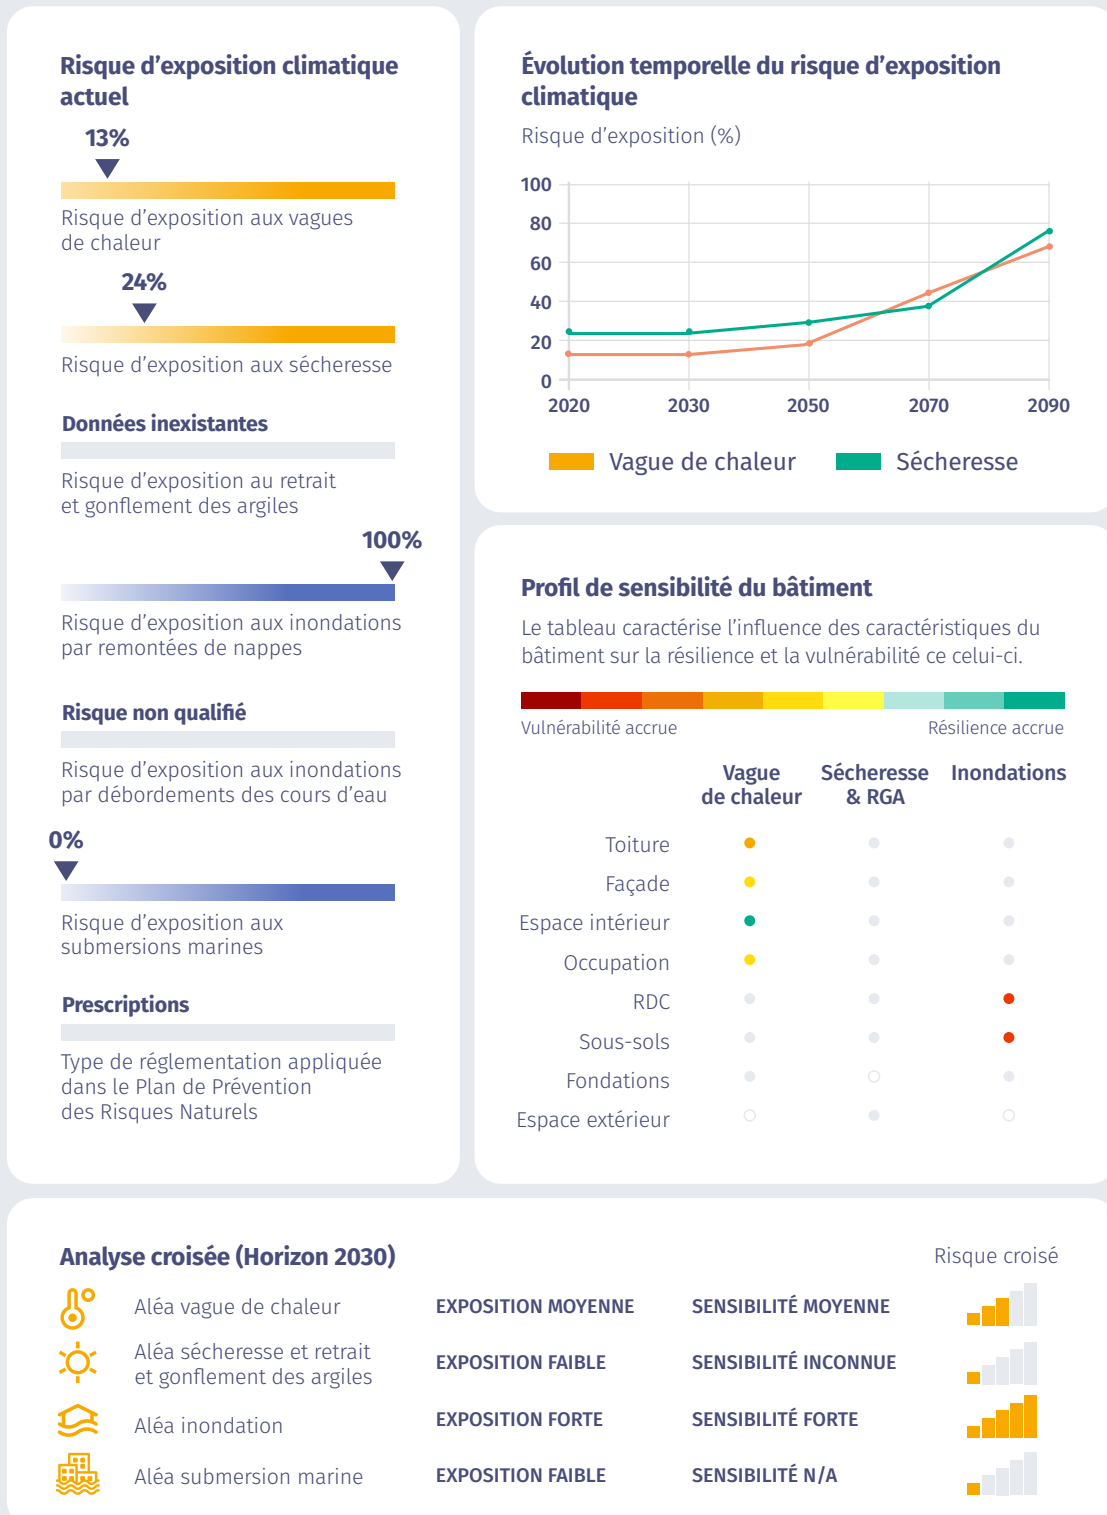 Risque d’exposition climatique
actuel
13%
Risque d’exposition aux vagues
de chaleur
24%
Risque d’exposition aux sécheresse
Données inexistantes
Risque d’exposition au retrait
et gonflement des argiles
100%
Risque d’exposition aux inondations
par remontées de nappes
Risque non qualifié
Risque d’exposition aux inondations
par débordements des cours d’eau
0%
Risque d’exposition aux
submersions marines
Prescriptions
Type de réglementation appliquée
dans le Plan de Prévention
des Risques Naturels
Évolution temporelle du risque d’exposition
climatique
Risque d’exposition (%)
100
80
60
40
20
0
2020 2030 2050 2070 2090
Vague de chaleur Sécheresse
Profil de sensibilité du bâtiment
Le tableau caractérise l’influence des caractéristiques du
bâtiment sur la résilience et la vulnérabilité ce celui-ci.
Vulnérabilité accrue Résilience accrue
Vague Sécheresse Inondations
de chaleur & RGA
Toiture
Façade
Espace intérieur
Occupation
RDC
Sous-sols
Fondations
Espace extérieur
Analyse croisée (Horizon 2030) Risque croisé
Aléa vague de chaleur EXPOSITION MOYENNE SENSIBILITÉ MOYENNE
Aléa sécheresse et retrait
et gonflement des argiles EXPOSITION FAIBLE SENSIBILITÉ INCONNUE
Aléa inondation EXPOSITION FORTE SENSIBILITÉ FORTE
Aléa submersion marine EXPOSITION FAIBLE SENSIBILITÉ N/A